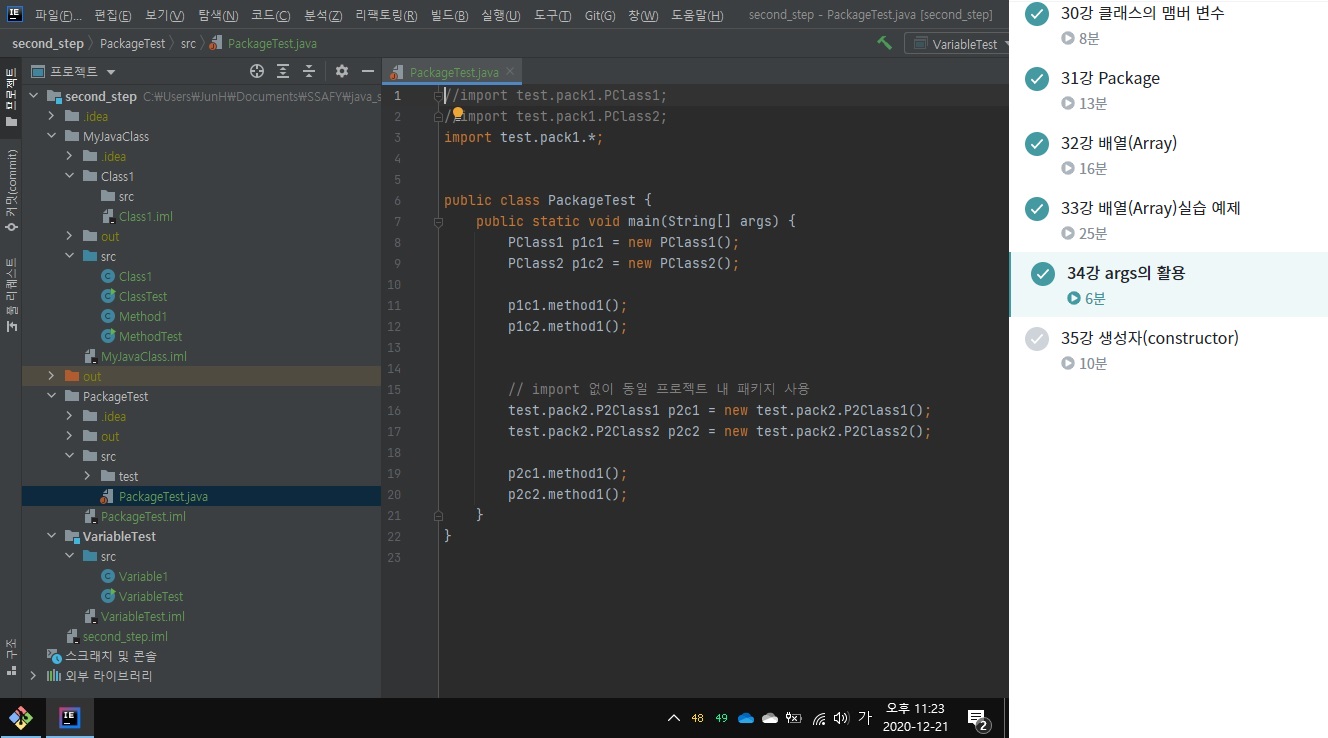 파일(F)... 편집(E) 보기(V) 탐색(N) 코드(C) 분석(Z) 리팩토링(R) 빌드(B) 실행(U) 도구(T) Git(G) 창(W) 도움말(H) second_step - PackageTest.java [second_step]
second_step PackageTest src PackageTest.java VariableTest
프로젝트
PackageTest.java
프로젝트
커밋(commit)
풀 리퀘스트
구조
second_step C:₩Users₩JunH₩Documents₩SSAFY₩java_s
.idea
MyJavaClass
.idea
Class1
src
Class1.iml
out
src
Class1
ClassTest
Method1
MethodTest
MyJavaClass.iml
out
PackageTest
.idea
out
src
test
PackageTest.java
PackageTest.iml
VariableTest
src
Variable1
VariableTest
VariableTest.iml
second_step.iml
스크래치 및 콘솔
외부 라이브러리
1 //import test.pack1.PClass1;
2 //import test.pack1.PClass2;
3 import test.pack1.*;
4
5
6 public class PackageTest {
7 public static void main(String[] args) {
8 PClass1 p1c1 = new PClass1();
9 PClass2 p1c2 = new PClass2();
10
11 p1c1.method1();
12 p1c2.method1();
13
14
15 // import 없이 동일 프로젝트 내 패키지 사용
16 test.pack2.P2Class1 p2c1 = new test.pack2.P2Class1();
17 test.pack2.P2Class2 p2c2 = new test.pack2.P2Class2();
18
19 p2c1.method1();
20 p2c2.method1();
21 }
22 }
23
30강 클래스의 맴버 변수
8분
31강 Package
13분
32강 배열(Array)
16분
33강 배열(Array)실습 예제
25분
34강 args의 활용
6분
35강 생성자(constructor)
10분
IE
48 49 가 오후 11:23
2020-12-21
2